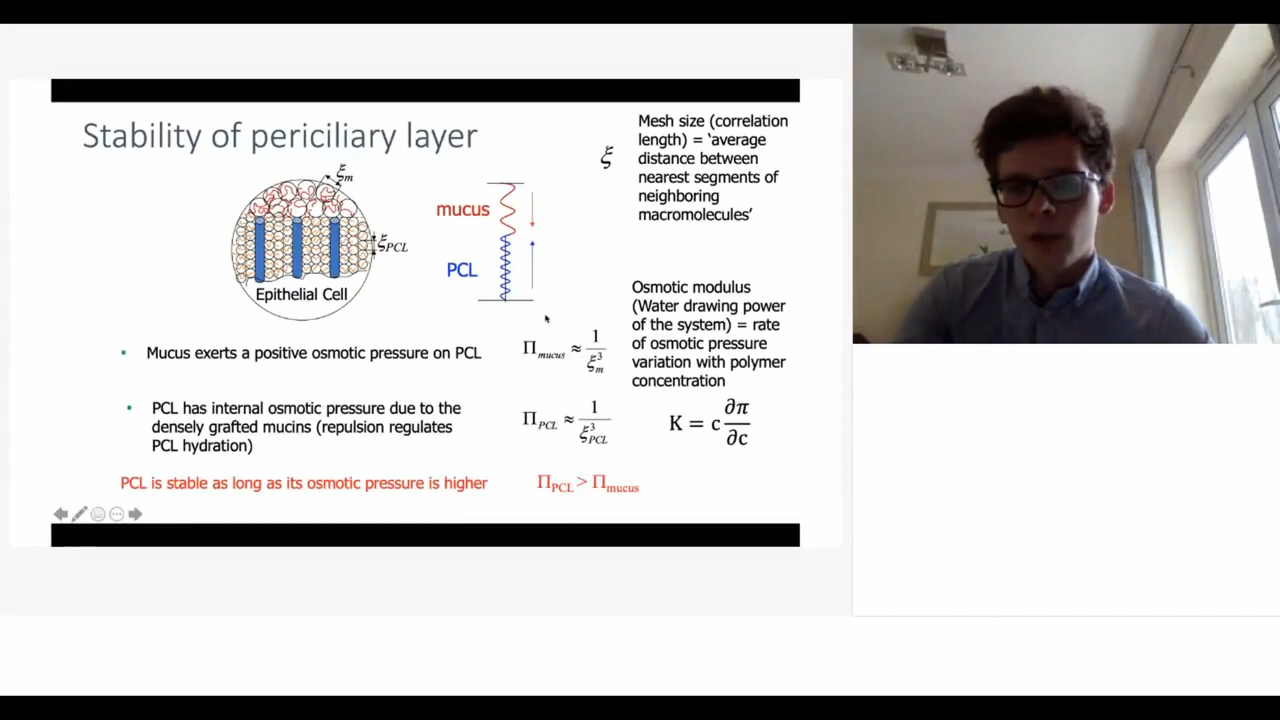 Stability of periciliary layer
ξm
ξPCL
Epithelial Cell
mucus
PCL
ξ
Mesh size (correlation
length) = ‘average
distance between
nearest segments of
neighboring
macromolecules’
Osmotic modulus
(Water drawing power
of the system) = rate
of osmotic pressure
variation with polymer
concentration
K = c ∂π/∂c
• Mucus exerts a positive osmotic pressure on PCL
Πmucus ≈ 1/ξm³
• PCL has internal osmotic pressure due to the
densely grafted mucins (repulsion regulates
PCL hydration)
ΠPCL ≈ 1/ξ³PCL
PCL is stable as long as its osmotic pressure is higher
ΠPCL > Πmucus